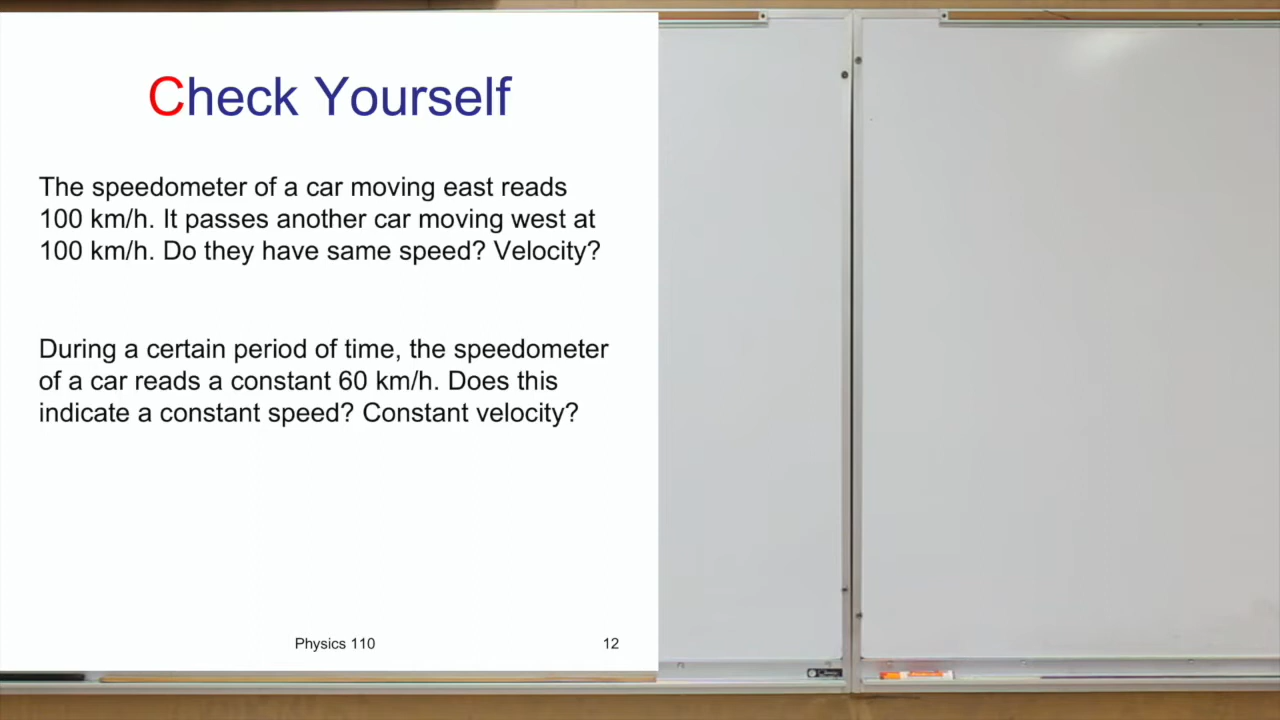 Check Yourself
The speedometer of a car moving east reads
100 km/h. It passes another car moving west at
100 km/h. Do they have same speed? Velocity?
During a certain period of time, the speedometer
of a car reads a constant 60 km/h. Does this
indicate a constant speed? Constant velocity?
Physics 110
12